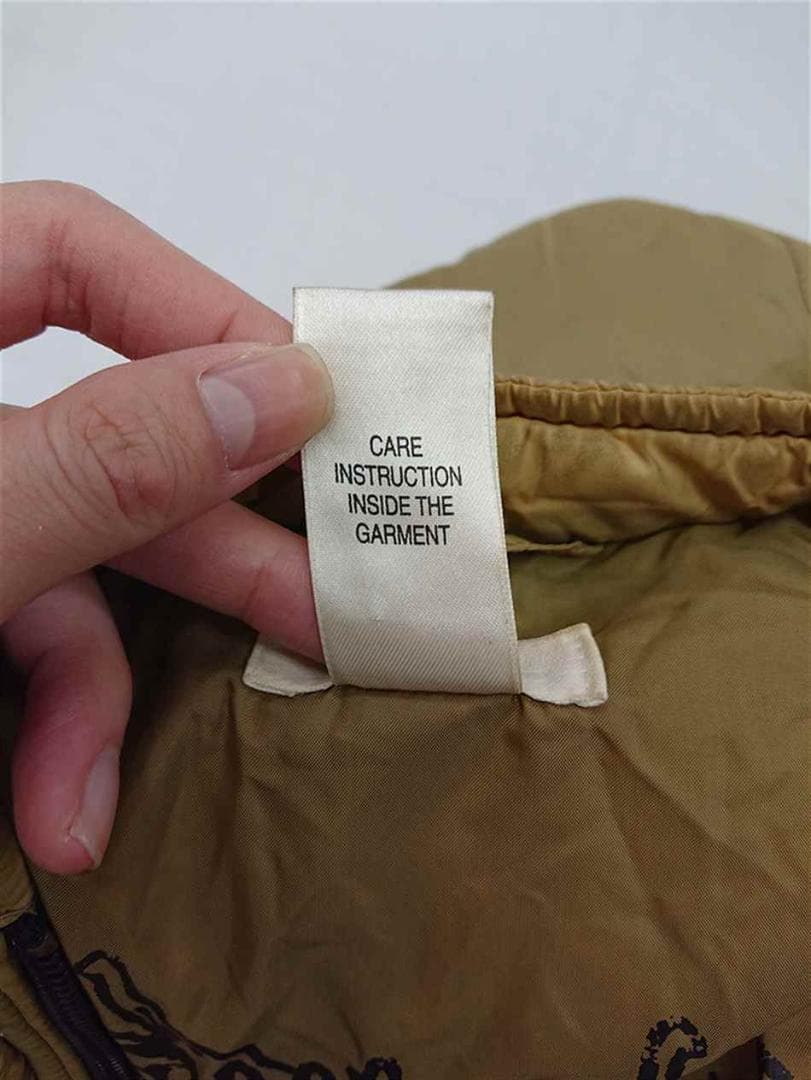 CARE
INSTRUCTION
INSIDE THE
GARMENT